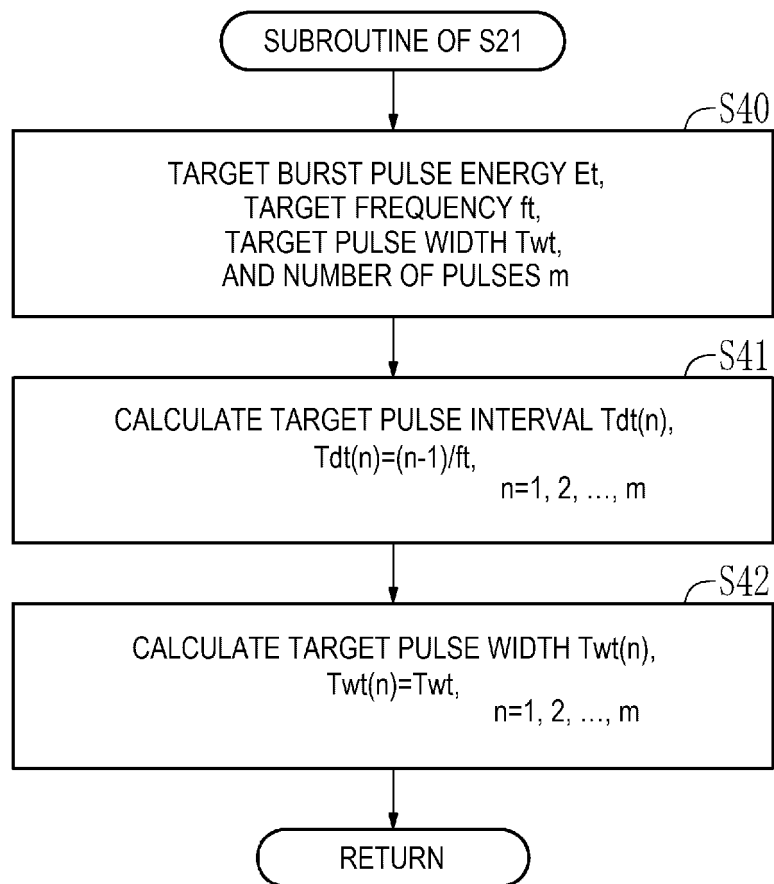 SUBROUTINE OF S21
S40
TARGET BURST PULSE ENERGY Et,
TARGET FREQUENCY ft,
TARGET PULSE WIDTH Twt,
AND NUMBER OF PULSES m
S41
CALCULATE TARGET PULSE INTERVAL Tdt(n),
Tdt(n)=(n-1)/ft,
n=1, 2, ..., m
S42
CALCULATE TARGET PULSE WIDTH Twt(n),
Twt(n)=Twt,
n=1, 2, ..., m
RETURN